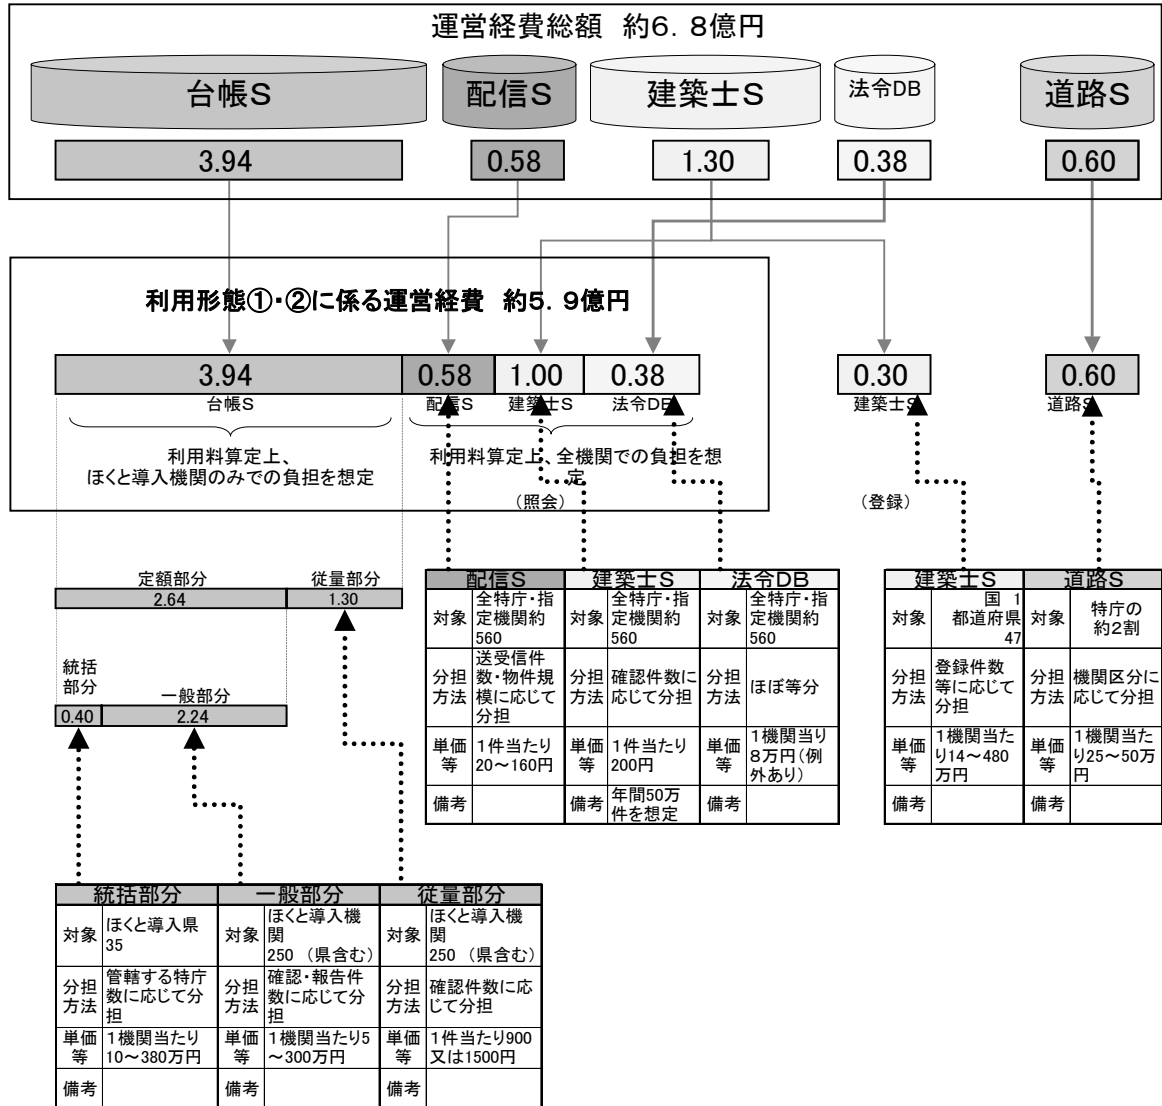 運営経費総額 約6.8億円
台帳S
配信S
建築士S
法令DB
道路S
3.94
0.58
1.30
0.38
0.60
利用形態①・②に係る運営経費 約5.9億円
3.94
0.58
1.00
0.38
0.30
0.60
台帳S
配信S
建築士S
法令DB
建築士S
道路S
利用料算定上、
ほくと導入機関のみでの負担を想定
利用料算定上、全機関での負担を想
定
(照会)
(登録)
定額部分
従量部分
2.64
1.30
統括
部分
一般部分
0.40
2.24
配信S
対象
全特庁・指
定機関約
560
分担
方法
送受信件
数・物件規
模に応じて
分担
単価
等
1件当たり
20～160円
備考
建築士S
対象
全特庁・指
定機関約
560
分担
方法
確認件数に
応じて分担
単価
等
1件当たり
200円
備考
年間50万
件を想定
法令DB
対象
全特庁・指
定機関約
560
分担
方法
ほぼ等分
単価
等
1機関当り
8万円(例
外あり)
備考
建築士S
対象
国 1
都道府県
47
分担
方法
登録件数
等に応じて
分担
単価
等
1機関当た
り14～480
万円
備考
道路S
対象
特庁の
約2割
分担
方法
機関区分に
応じて分担
単価
等
1機関当た
り25～50万
円
備考
統括部分
対象
ほくと導入県
35
分担
方法
管轄する特庁
数に応じて分
担
単価
等
1機関当たり
10～380万円
備考
一般部分
対象
ほくと導入機
関
250 (県含む)
分担
方法
確認・報告件
数に応じて分
担
単価
等
1機関当たり5
～300万円
備考
従量部分
対象
ほくと導入機
関
250 (県含む)
分担
方法
確認件数に応
じて分担
単価
等
1件当たり900
又は1500円
備考